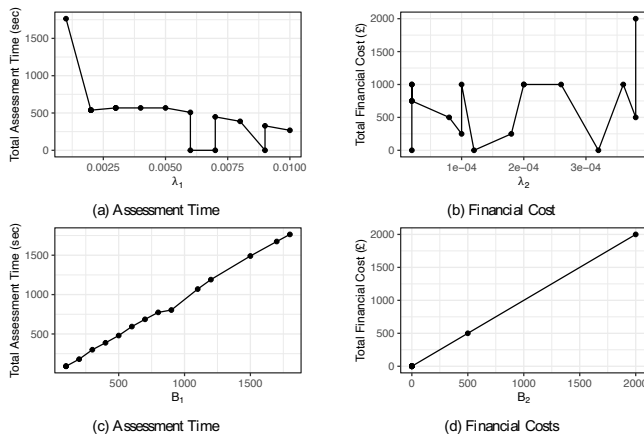 Total Assessment Time (sec)
1500
1000
500
0
0.0025
0.0050
0.0075
0.0100
λ1
(a) Assessment Time
Total Financial Cost (£)
2000
1500
1000
500
0
1e−04
2e−04
3e−04
λ2
(b) Financial Cost
Total Assessment Time (sec)
1500
1000
500
500
1000
1500
B1
(c) Assessment Time
Total Financial Cost (£)
2000
1500
1000
500
0
0
500
1000
1500
2000
B2
(d) Financial Costs